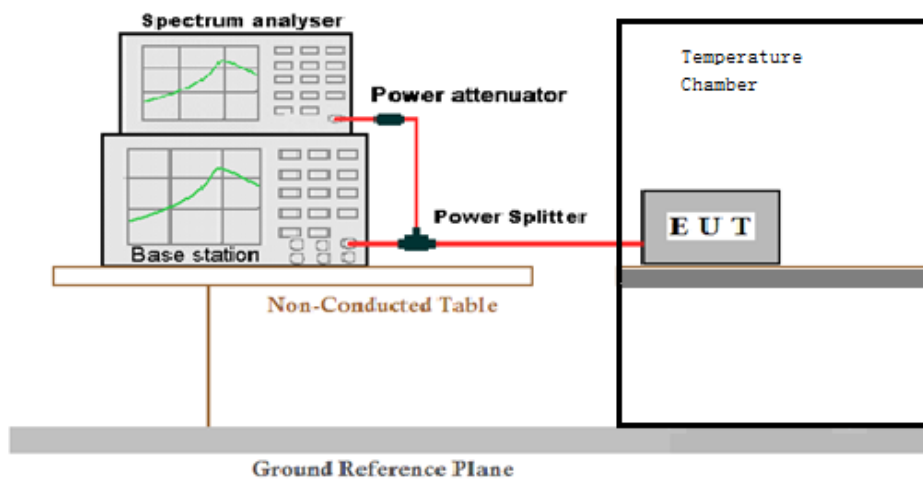 Spectrum analyser
Temperature
Chamber
Power attenuator
Power Splitter
E U T
Base station
Non-Conducted Table
Ground Reference Plane